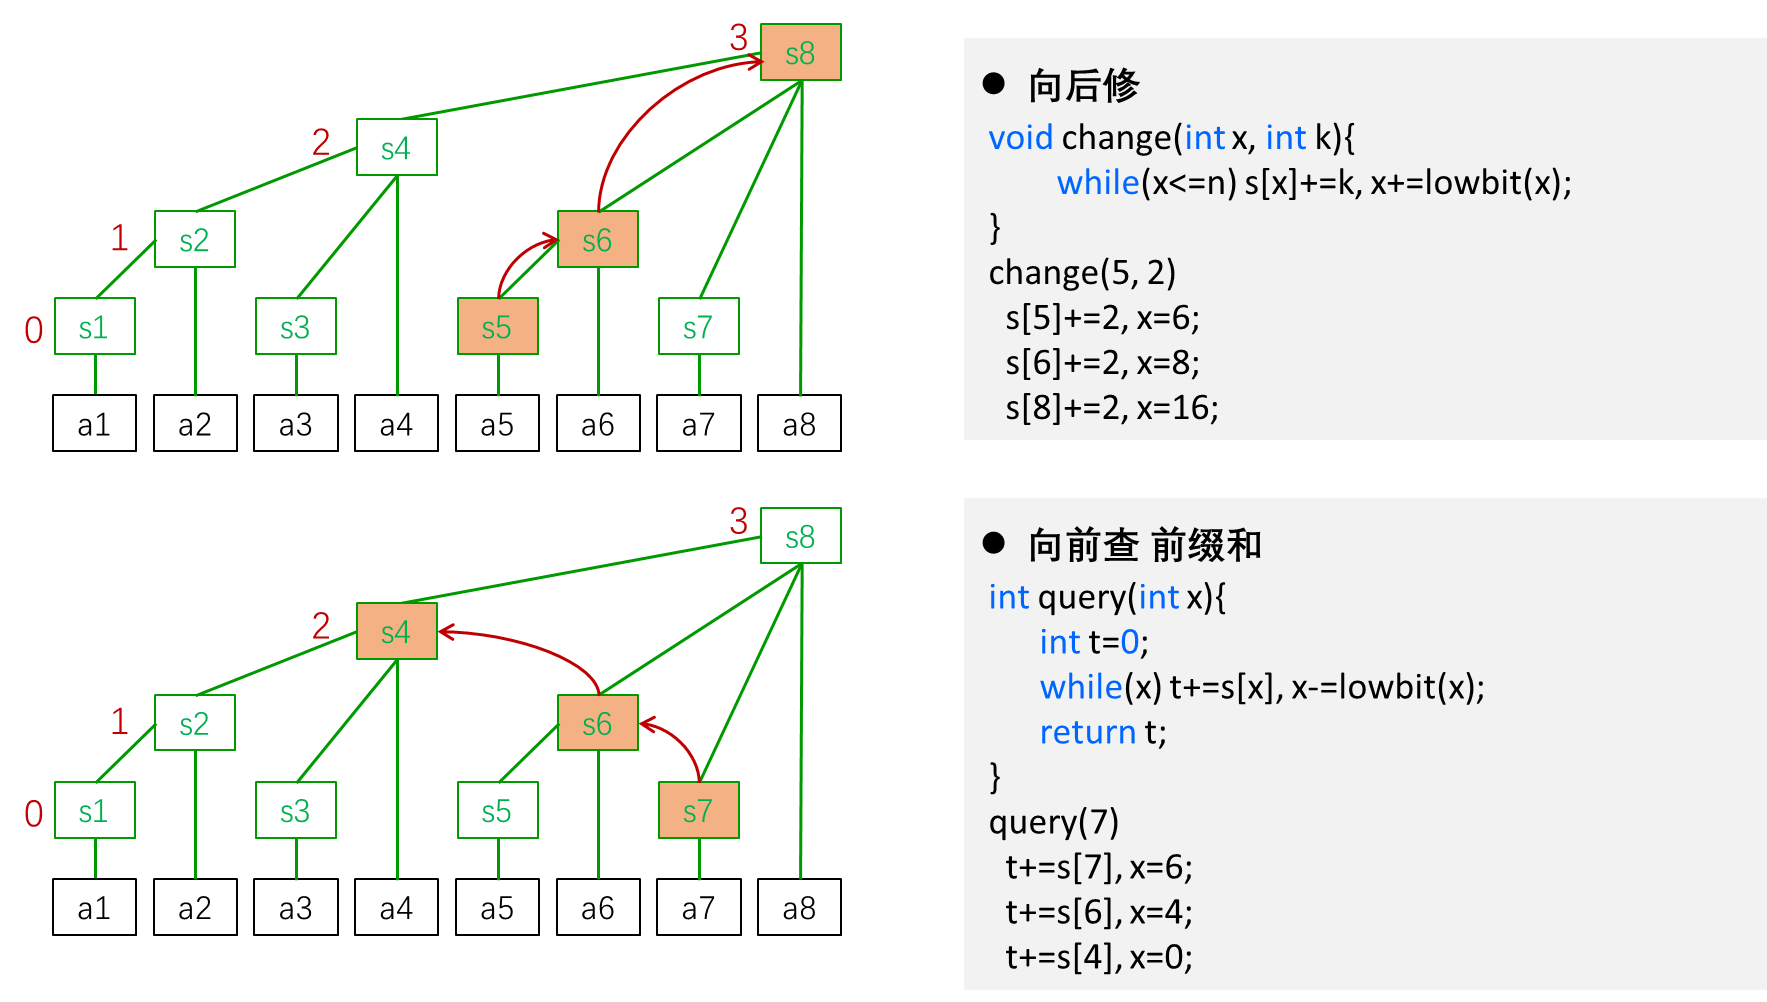 3
s8
2
s4
1
s2
s6
0
s1
s3
s5
s7
a1 a2 a3 a4 a5 a6 a7 a8
● 向后修
void change(int x, int k){
while(x<=n) s[x]+=k, x+=lowbit(x);
}
change(5, 2)
s[5]+=2, x=6;
s[6]+=2, x=8;
s[8]+=2, x=16;
3
s8
2
s4
1
s2
s6
0
s1
s3
s5
s7
a1 a2 a3 a4 a5 a6 a7 a8
● 向前查 前缀和
int query(int x){
int t=0;
while(x) t+=s[x], x-=lowbit(x);
return t;
}
query(7)
t+=s[7], x=6;
t+=s[6], x=4;
t+=s[4], x=0;